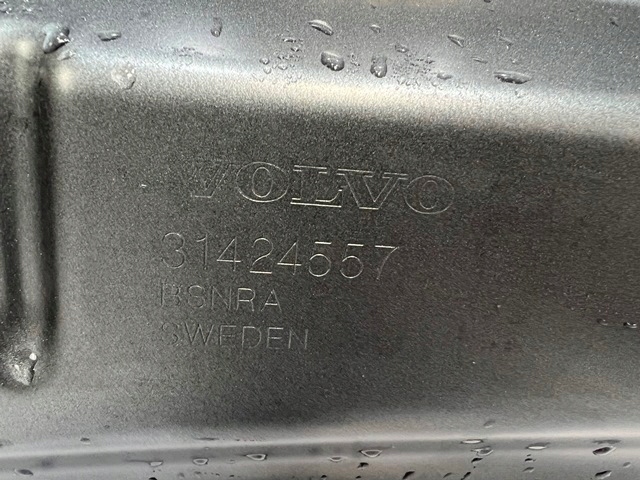 VOLVO
31424557
BSNRA
SWEDEN